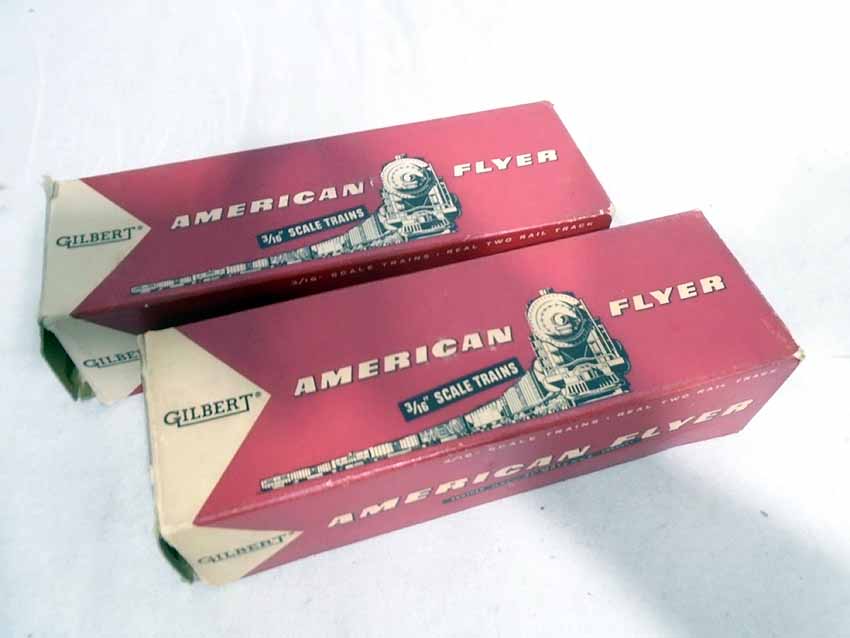 GILBERT®
AMERICAN FLYER
3/16" SCALE TRAINS
3/16" SCALE TRAINS · REAL TWO RAIL TRACK
GILBERT
GILBERT®
AMERICAN FLYER
3/16" SCALE TRAINS
3/16" SCALE TRAINS · REAL TWO RAIL TRACK
GILBERT®
AMERICAN FLYER